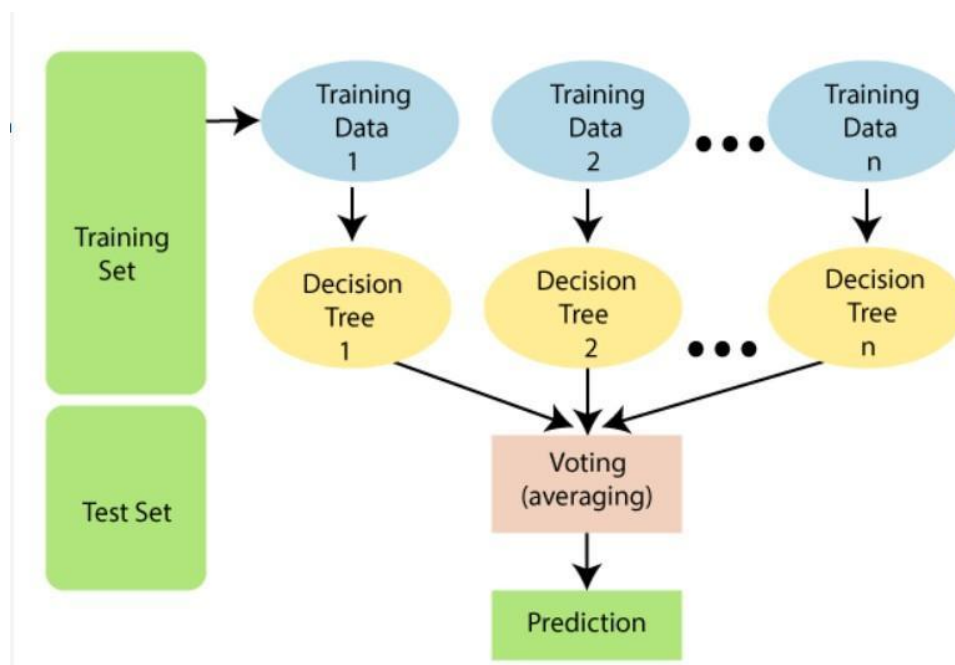 Training
Set
Test Set
Training
Data
1
Training
Data
2
Training
Data
n
Decision
Tree
1
Decision
Tree
2
Decision
Tree
n
Voting
(averaging)
Prediction